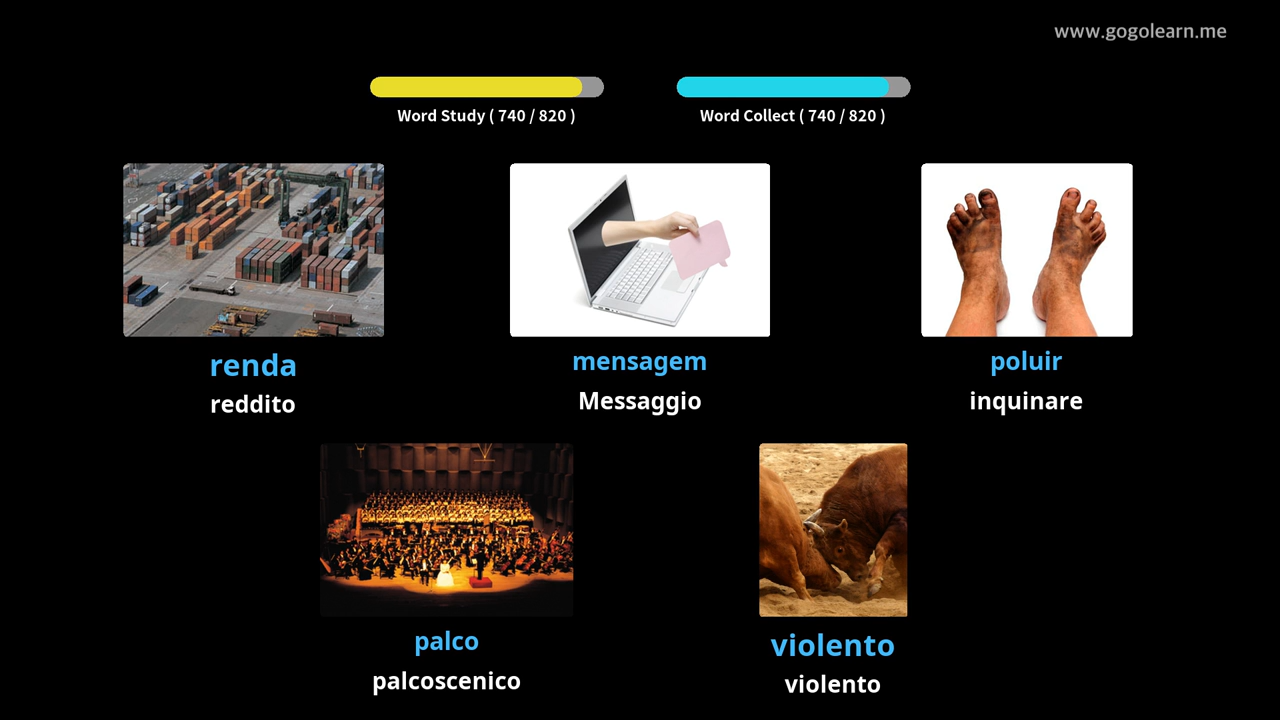 www.gogolearn.me
Word Study ( 740 / 820 )
Word Collect ( 740 / 820 )
renda
reddito
mensagem
Messaggio
poluir
inquinare
palco
palcoscenico
violento
violento